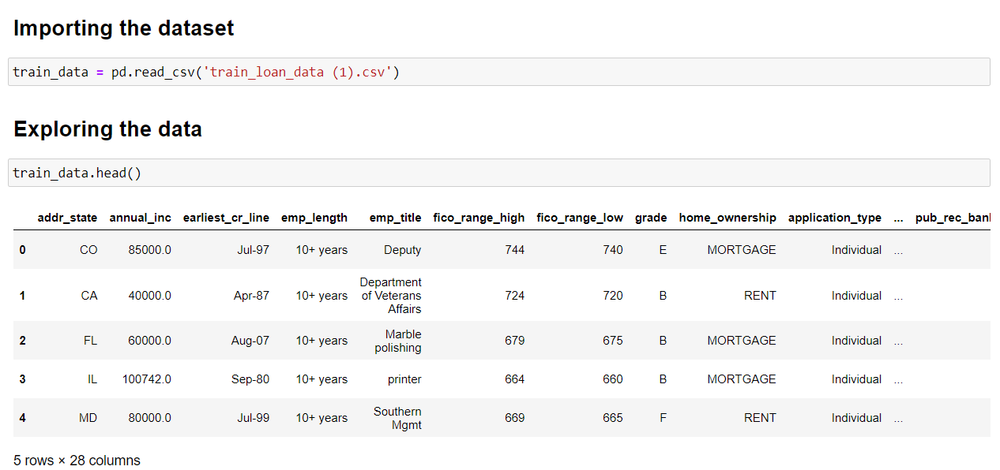 Importing the dataset
train_data = pd.read_csv('train_loan_data (1).csv')
Exploring the data
train_data.head()
addr_state annual_inc earliest_cr_line emp_length emp_title fico_range_high fico_range_low grade home_ownership application_type ...
0 CO 85000.0 Jul-97 10+ years Deputy 744 740 E MORTGAGE Individual ...
1 CA 40000.0 Apr-87 10+ years Department of Veterans Affairs 724 720 B RENT Individual ...
2 FL 60000.0 Aug-07 10+ years Marble polishing 679 675 B MORTGAGE Individual ...
3 IL 100742.0 Sep-80 10+ years printer 664 660 B MORTGAGE Individual ...
4 MD 80000.0 Jul-99 10+ years Southern Mgmt 669 665 F RENT Individual ...
5 rows × 28 columns